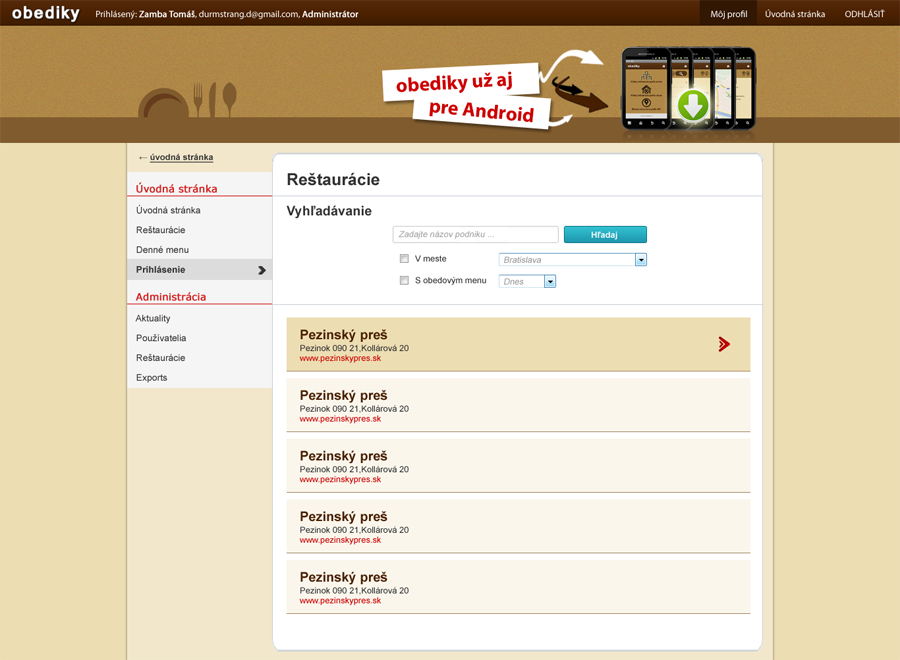 obediky Prihlásený: Zamba Tomáš, durmstrang.d@gmail.com, Administrátor Môj profil Úvodná stránka ODHLÁSIŤ
obediky už aj
pre Android
← úvodná stránka
Úvodná stránka
Úvodná stránka
Reštaurácie
Denné menu
Prihlásenie
Administrácia
Aktuality
Používatelia
Reštaurácie
Exports
Reštaurácie
Vyhľadávanie
Zadajte názov podniku ... Hľadaj
V meste Bratislava
S obedovým menu Dnes
Pezinský preš
Pezinok 090 21,Kollárová 20
www.pezinskypres.sk
Pezinský preš
Pezinok 090 21,Kollárová 20
www.pezinskypres.sk
Pezinský preš
Pezinok 090 21,Kollárová 20
www.pezinskypres.sk
Pezinský preš
Pezinok 090 21,Kollárová 20
www.pezinskypres.sk
Pezinský preš
Pezinok 090 21,Kollárová 20
www.pezinskypres.sk